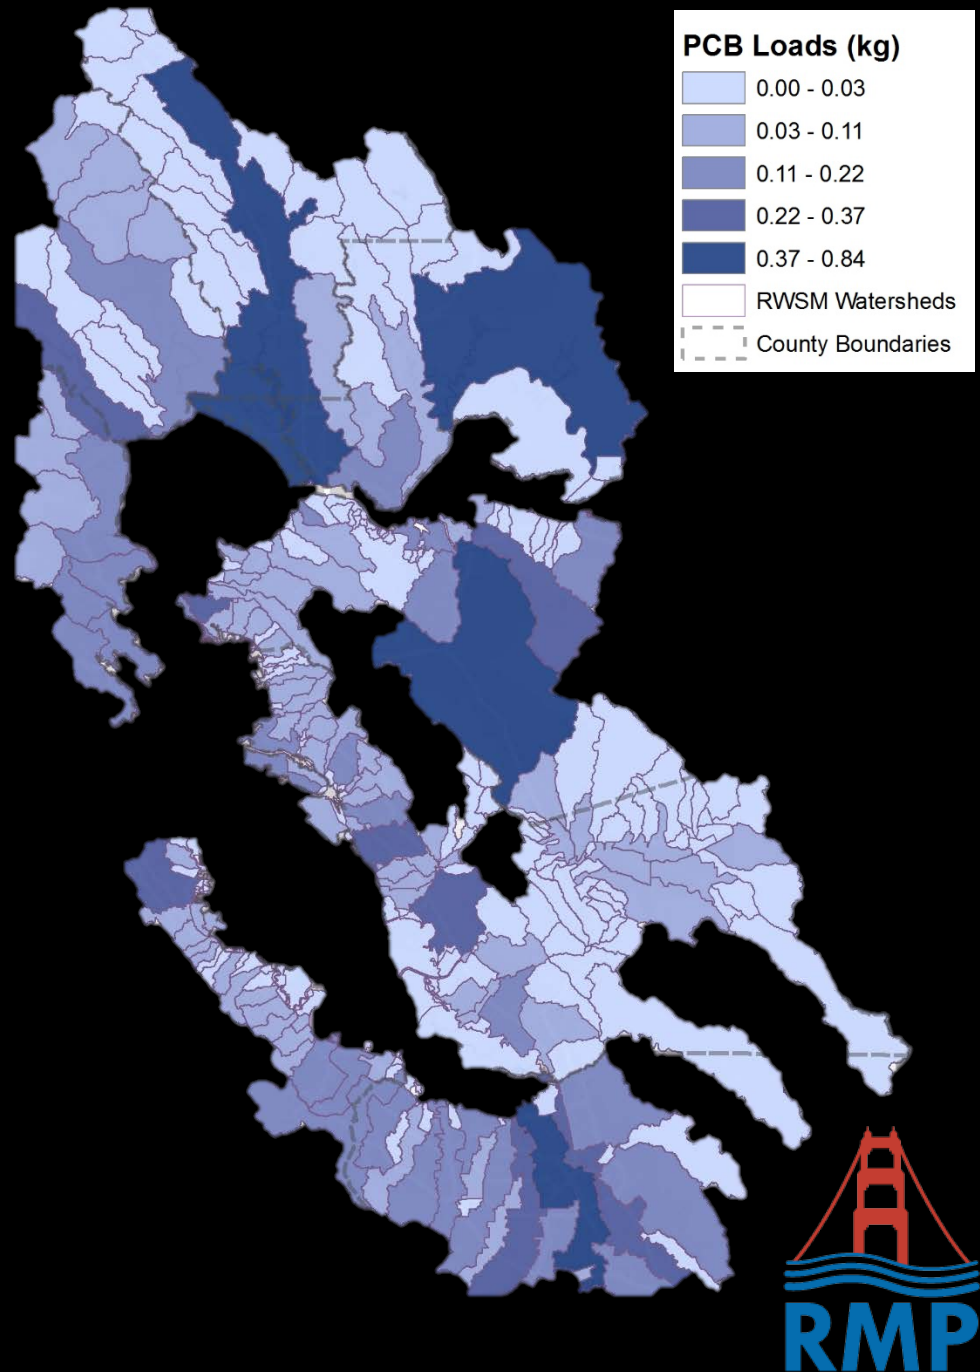 PCB Loads (kg)
0.00 - 0.03
0.03 - 0.11
0.11 - 0.22
0.22 - 0.37
0.37 - 0.84
RWSM Watersheds
County Boundaries
RMP